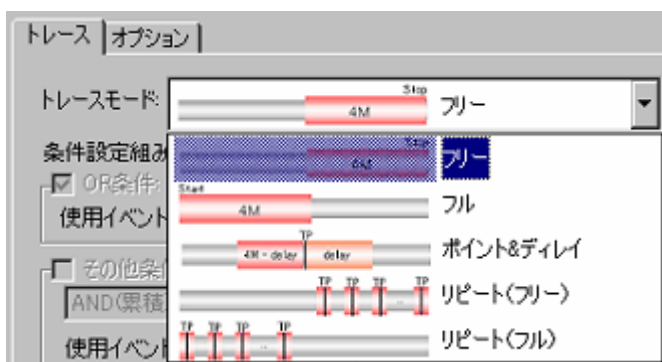 トレース オプション
トレースモード: Stop 4M フリー
条件設定組み
Stop 4M フリー
OR条件:
Start 4M フル
使用イベント
TP 4M - delay delay ポイント&ディレイ
その他条件
TP TP TP .. TP リピート(フリー)
AND(累積
TP TP TP .. TP リピート(フル)
使用イベント